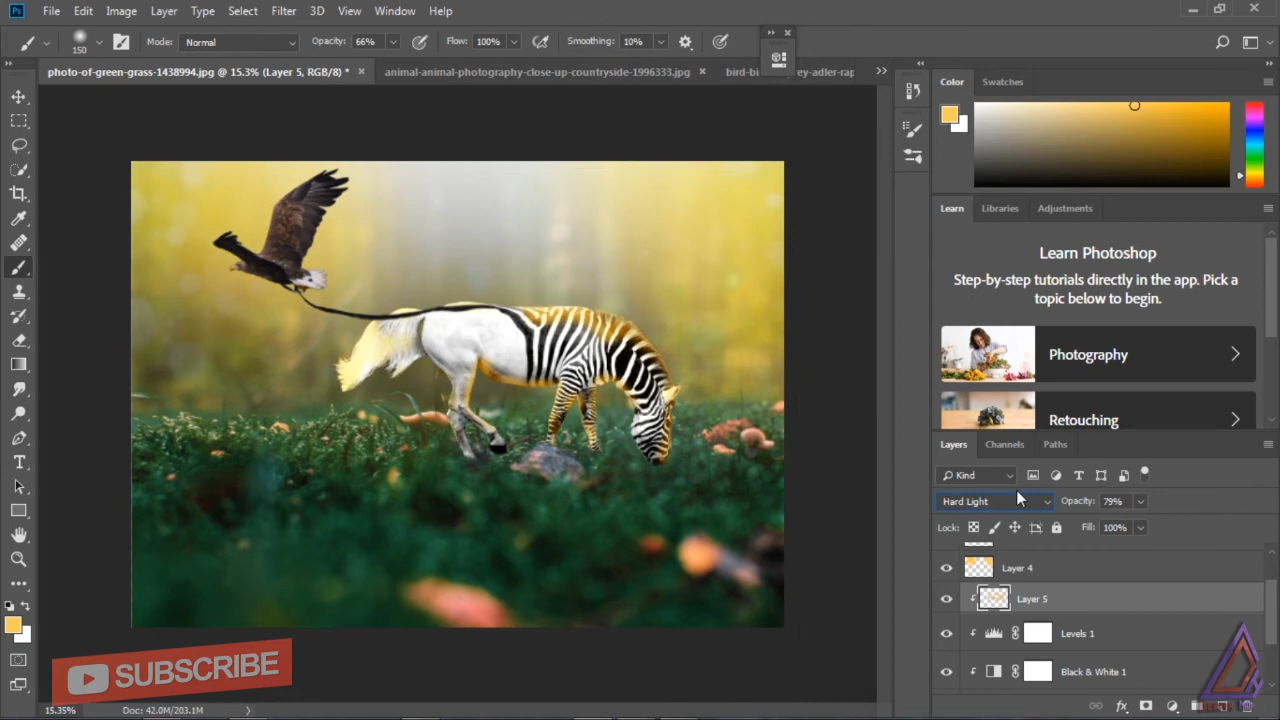 Ps File Edit Image Layer Type Select Filter 3D View Window Help
150 Mode: Normal Opacity: 66% Flow: 100% Smoothing: 10%
photo-of-green-grass-1438994.jpg @ 15.3% (Layer 5, RGB/8) * animal-animal-photography-close-up-countryside-1996333.jpg
Color Swatches
Learn Libraries Adjustments
Learn Photoshop
Step-by-step tutorials directly in the app. Pick a
topic below to begin.
Photography
Retouching
Layers Channels Paths
Kind
Hard Light Opacity: 79%
Lock: Fill: 100%
Layer 4
Layer 5
Levels 1
Black & White 1
fx
SUBSCRIBE
15.35% Doc: 42.0M/203.1M